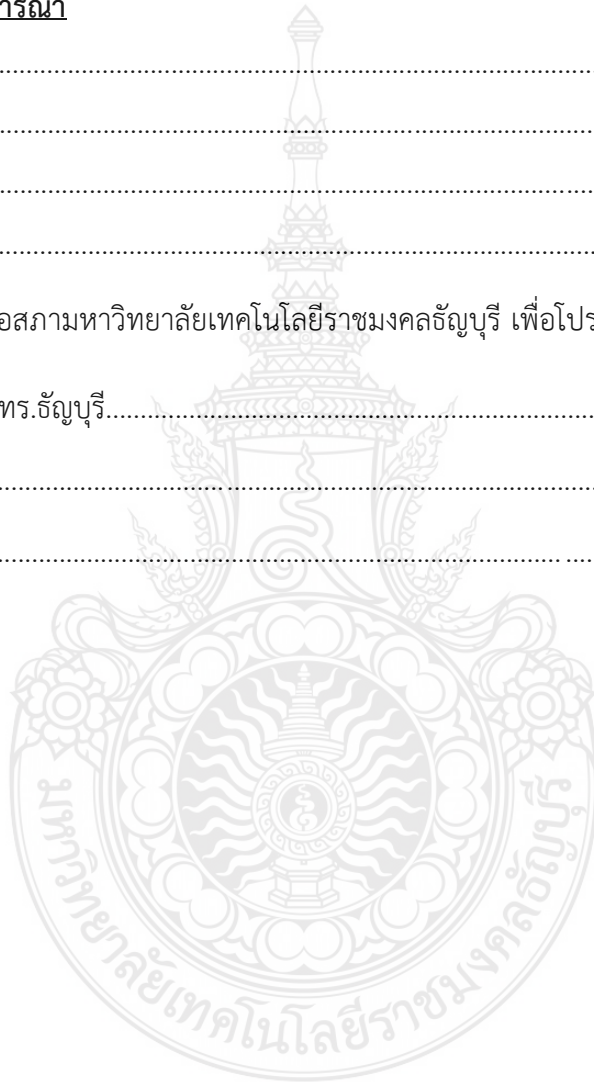 ารณา
....................................................................................................
....................................................................................................
....................................................................................................
....................................................................................................
อสภามหาวิทยาลัยเทคโนโลยีราชมงคลธัญบุรี เพื่อโปร
ทร.ธัญบุรี....................................................................................
....................................................................................................
....................................................................................................
มหาวิทยาลัยเทคโนโลยีราชมงคลธัญบุรี